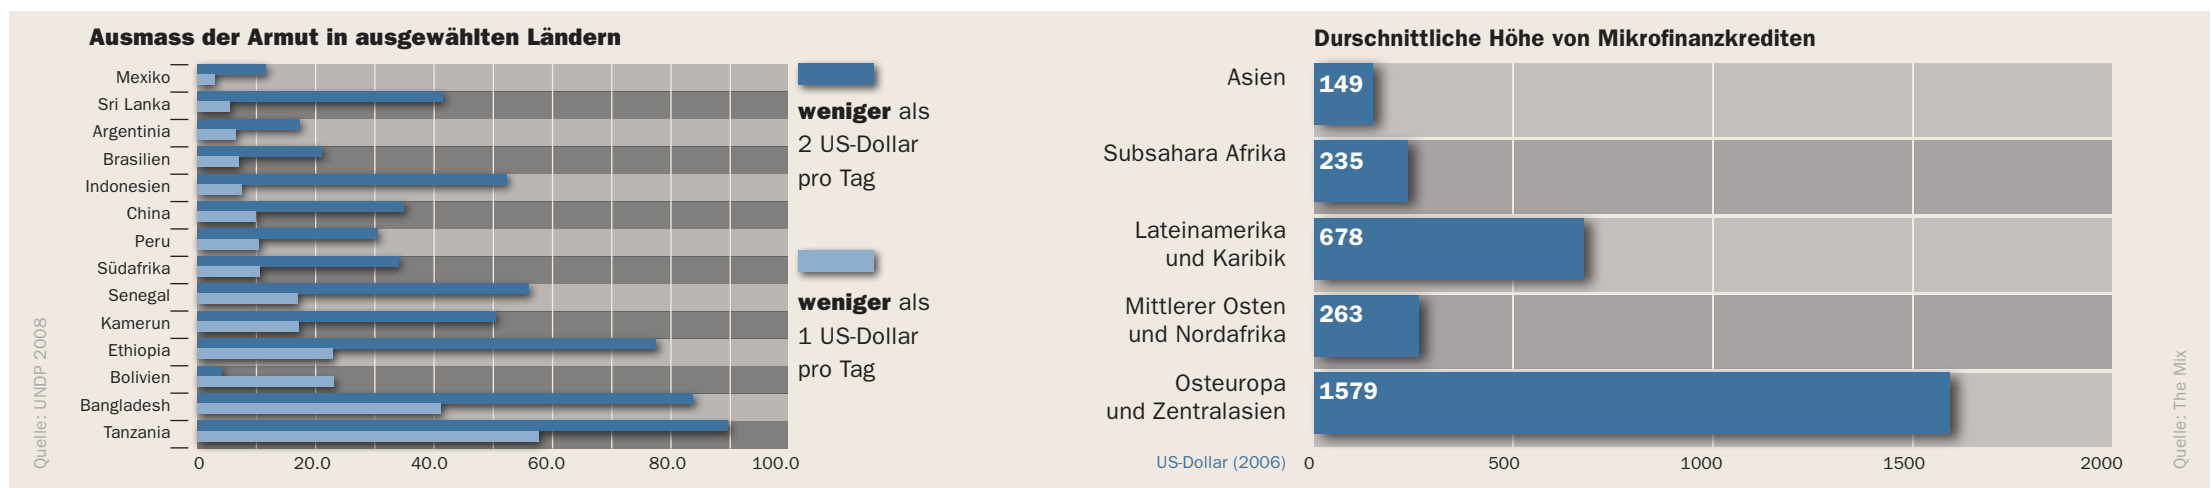 Ausmass der Armut in ausgewählten Ländern
Mexiko
Sri Lanka
Argentinia
Brasilien
Indonesien
China
Peru
Südafrika
Senegal
Kamerun
Ethiopia
Bolivien
Bangladesh
Tanzania
0 20.0 40.0 60.0 80.0 100.0
weniger als
2 US-Dollar
pro Tag
weniger als
1 US-Dollar
pro Tag
Quelle: UNDP 2008
Durschnittliche Höhe von Mikrofinanzkrediten
Asien
149
Subsahara Afrika
235
Lateinamerika
und Karibik
678
Mittlerer Osten
und Nordafrika
263
Osteuropa
und Zentralasien
1579
US-Dollar (2006) 0 500 1000 1500 2000
Quelle: The Mix